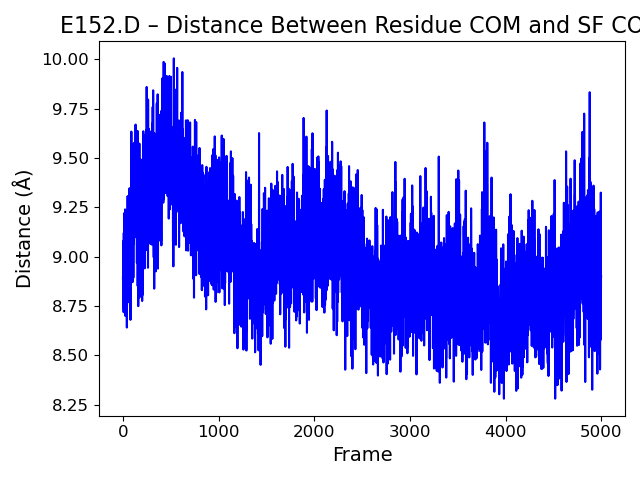 E152.D – Distance Between Residue COM and SF CO
10.00
9.75
9.50
9.25
9.00
8.75
8.50
8.25
Distance (Å)
0 1000 2000 3000 4000 5000
Frame